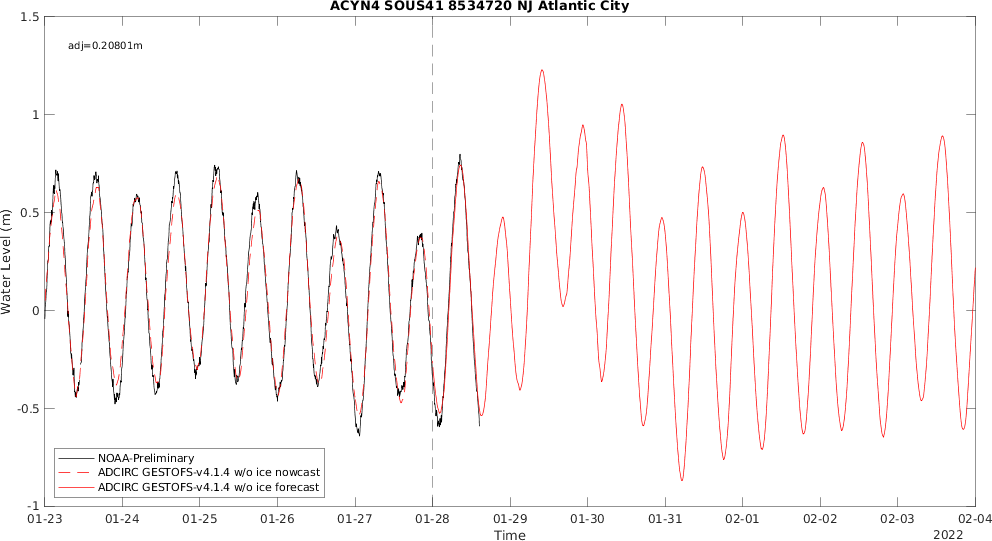 ACYN4 SOUS41 8534720 NJ Atlantic City
adj=0.20801m
Water Level (m)
1.5
1
0.5
0
-0.5
-1
NOAA-Preliminary
ADCIRC GESTOFS-v4.1.4 w/o ice nowcast
ADCIRC GESTOFS-v4.1.4 w/o ice forecast
01-23 01-24 01-25 01-26 01-27 01-28 01-29 01-30 01-31 02-01 02-02 02-03 02-04
Time
2022